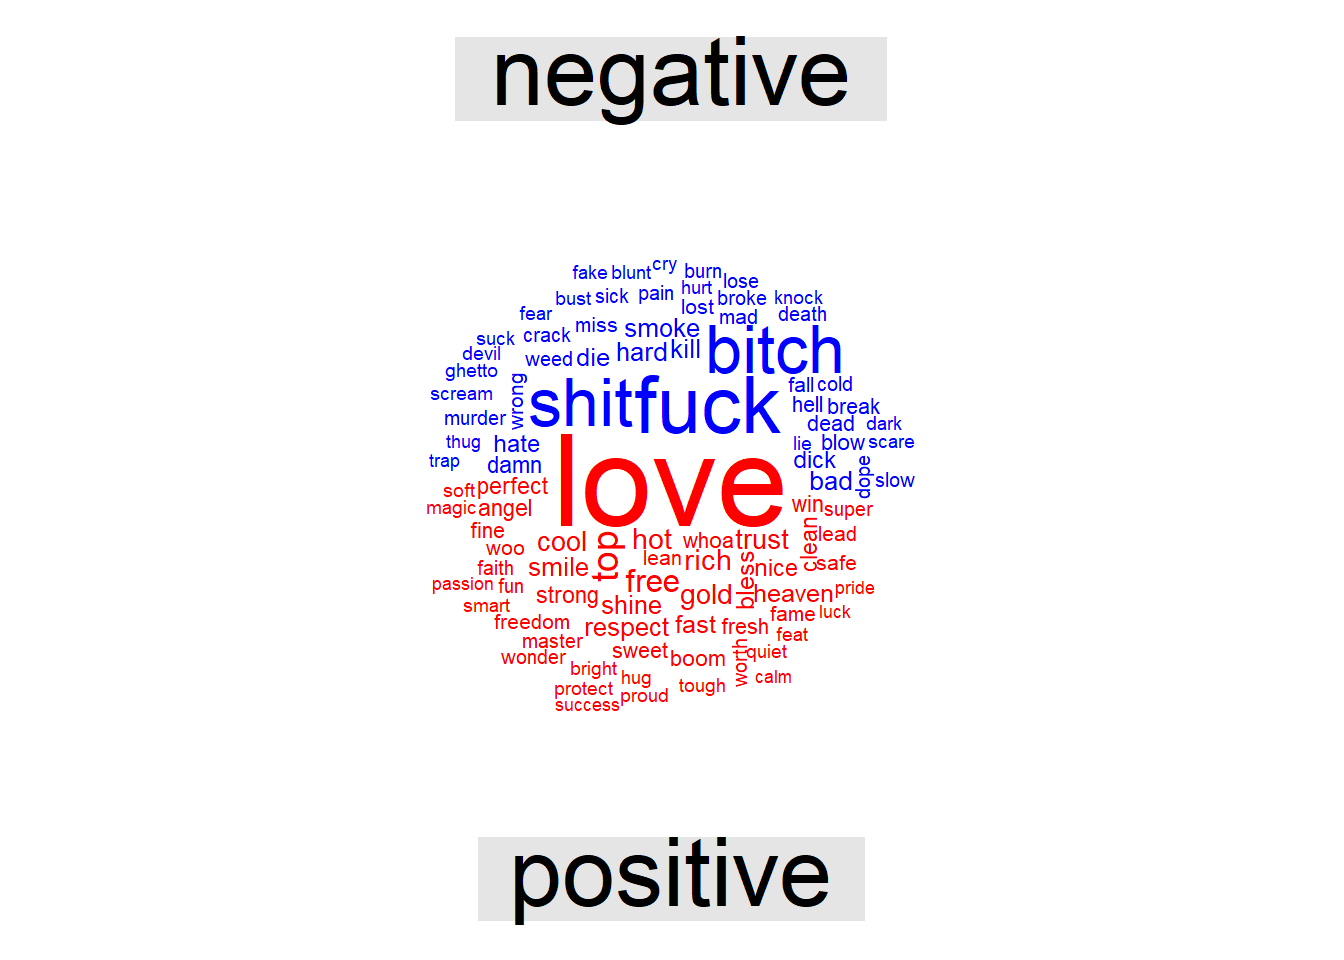 negative
fake blunt cry burn lose
bust sick pain hurt lost broke knock
fear miss smoke mad death
suck crack bitch
devil weed die hard kill
ghetto fall cold
scream wrong shit fuck hell break
murder dead dark
thug hate lie blow scare
trap damn dick
love bad dope slow
soft perfect
magic angel win super
fine cool top hot whoa trust clean lead
woo lean rich
faith smile bless nice safe
passion fun free heaven pride
smart strong shine gold fame luck
freedom respect fast fresh feat
master sweet boom worth quiet
wonder bright hug calm
protect proud tough
success
positive